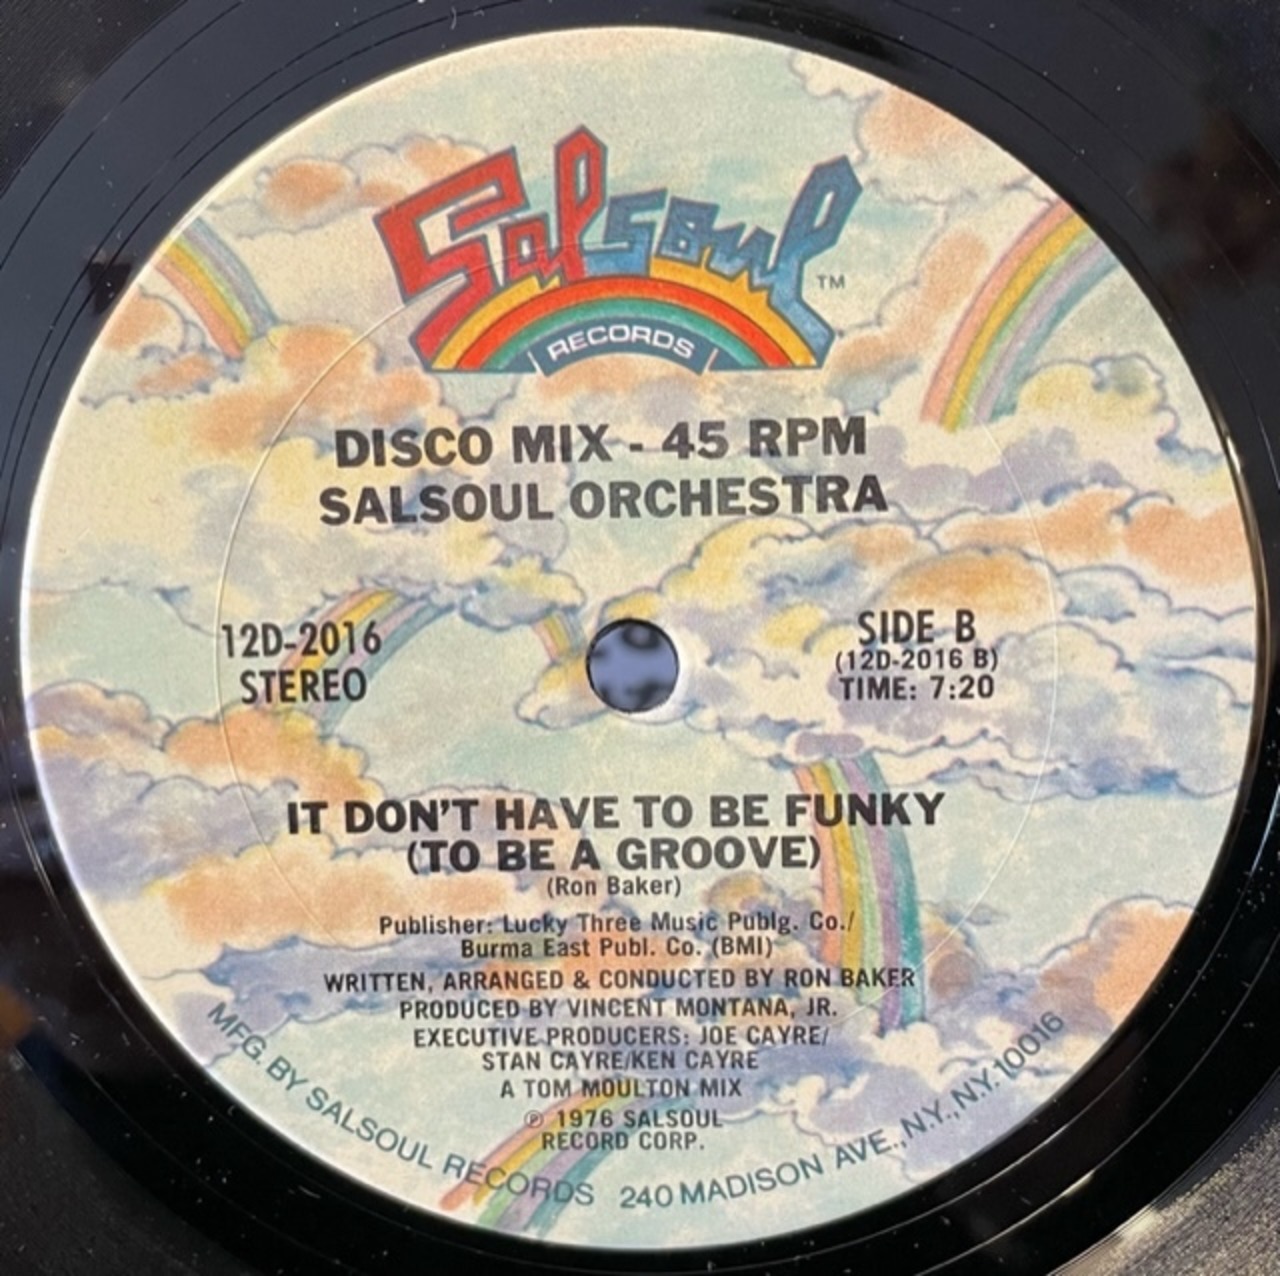 Salsoul TM
RECORDS
DISCO MIX - 45 RPM
SALSOUL ORCHESTRA
12D-2016
STEREO
SIDE B
(12D-2016 B)
TIME: 7:20
IT DON'T HAVE TO BE FUNKY
(TO BE A GROOVE)
(Ron Baker)
Publisher: Lucky Three Music Publg. Co./
Burma East Publ. Co. (BMI)
WRITTEN, ARRANGED & CONDUCTED BY RON BAKER
PRODUCED BY VINCENT MONTANA, JR.
EXECUTIVE PRODUCERS: JOE CAYRE/
STAN CAYRE/KEN CAYRE
A TOM MOULTON MIX
℗ 1976 SALSOUL
RECORD CORP.
MFG. BY SALSOUL RECORDS 240 MADISON AVE., N.Y., N.Y. 10016